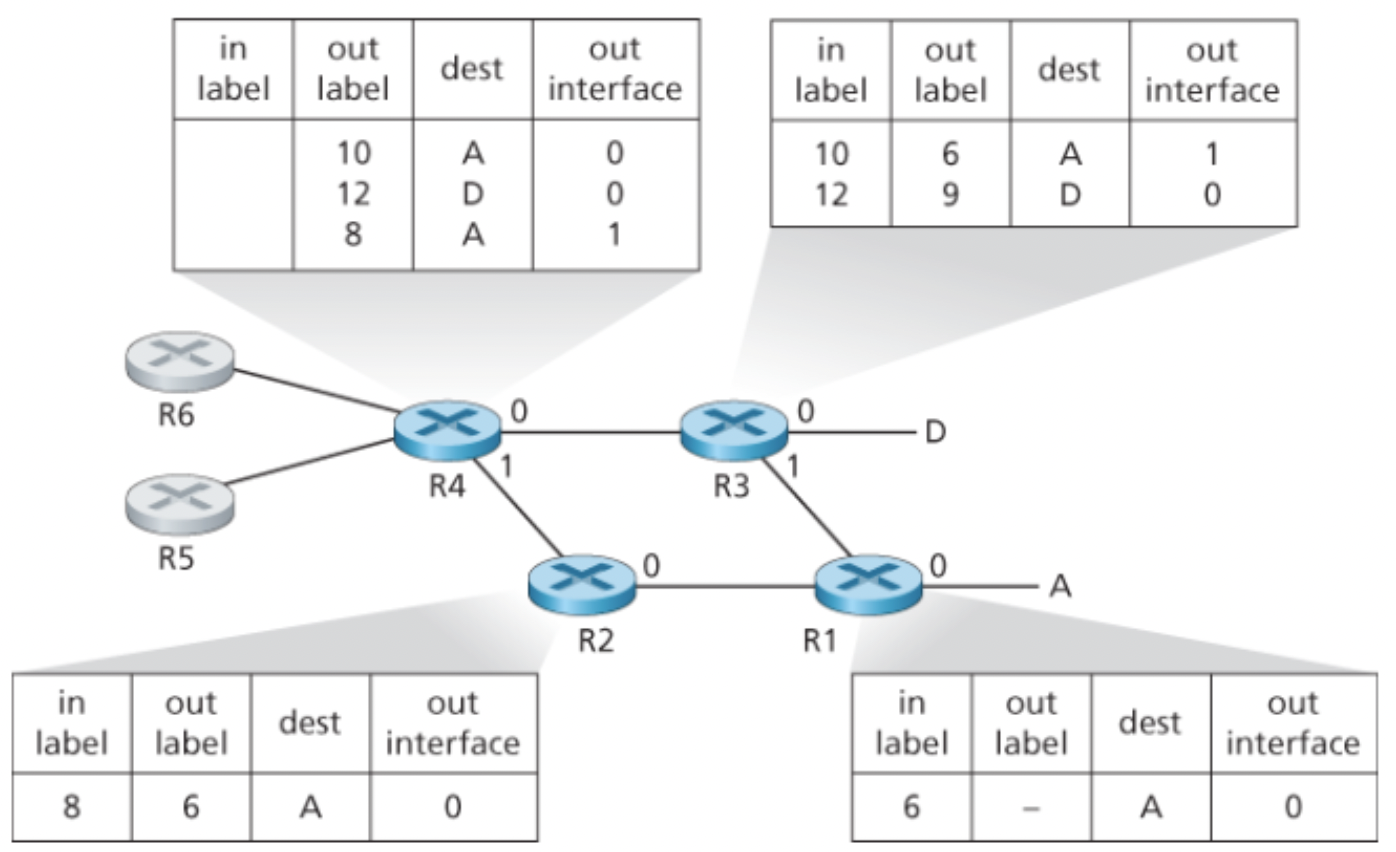 in label out label dest out interface
10 A 0
12 D 0
8 A 1
in label out label dest out interface
10 6 A 1
12 9 D 0
R6
R5
R4
0
1
R3
0
1
D
R2
0
R1
0
A
in label out label dest out interface
8 6 A 0
in label out label dest out interface
6 – A 0